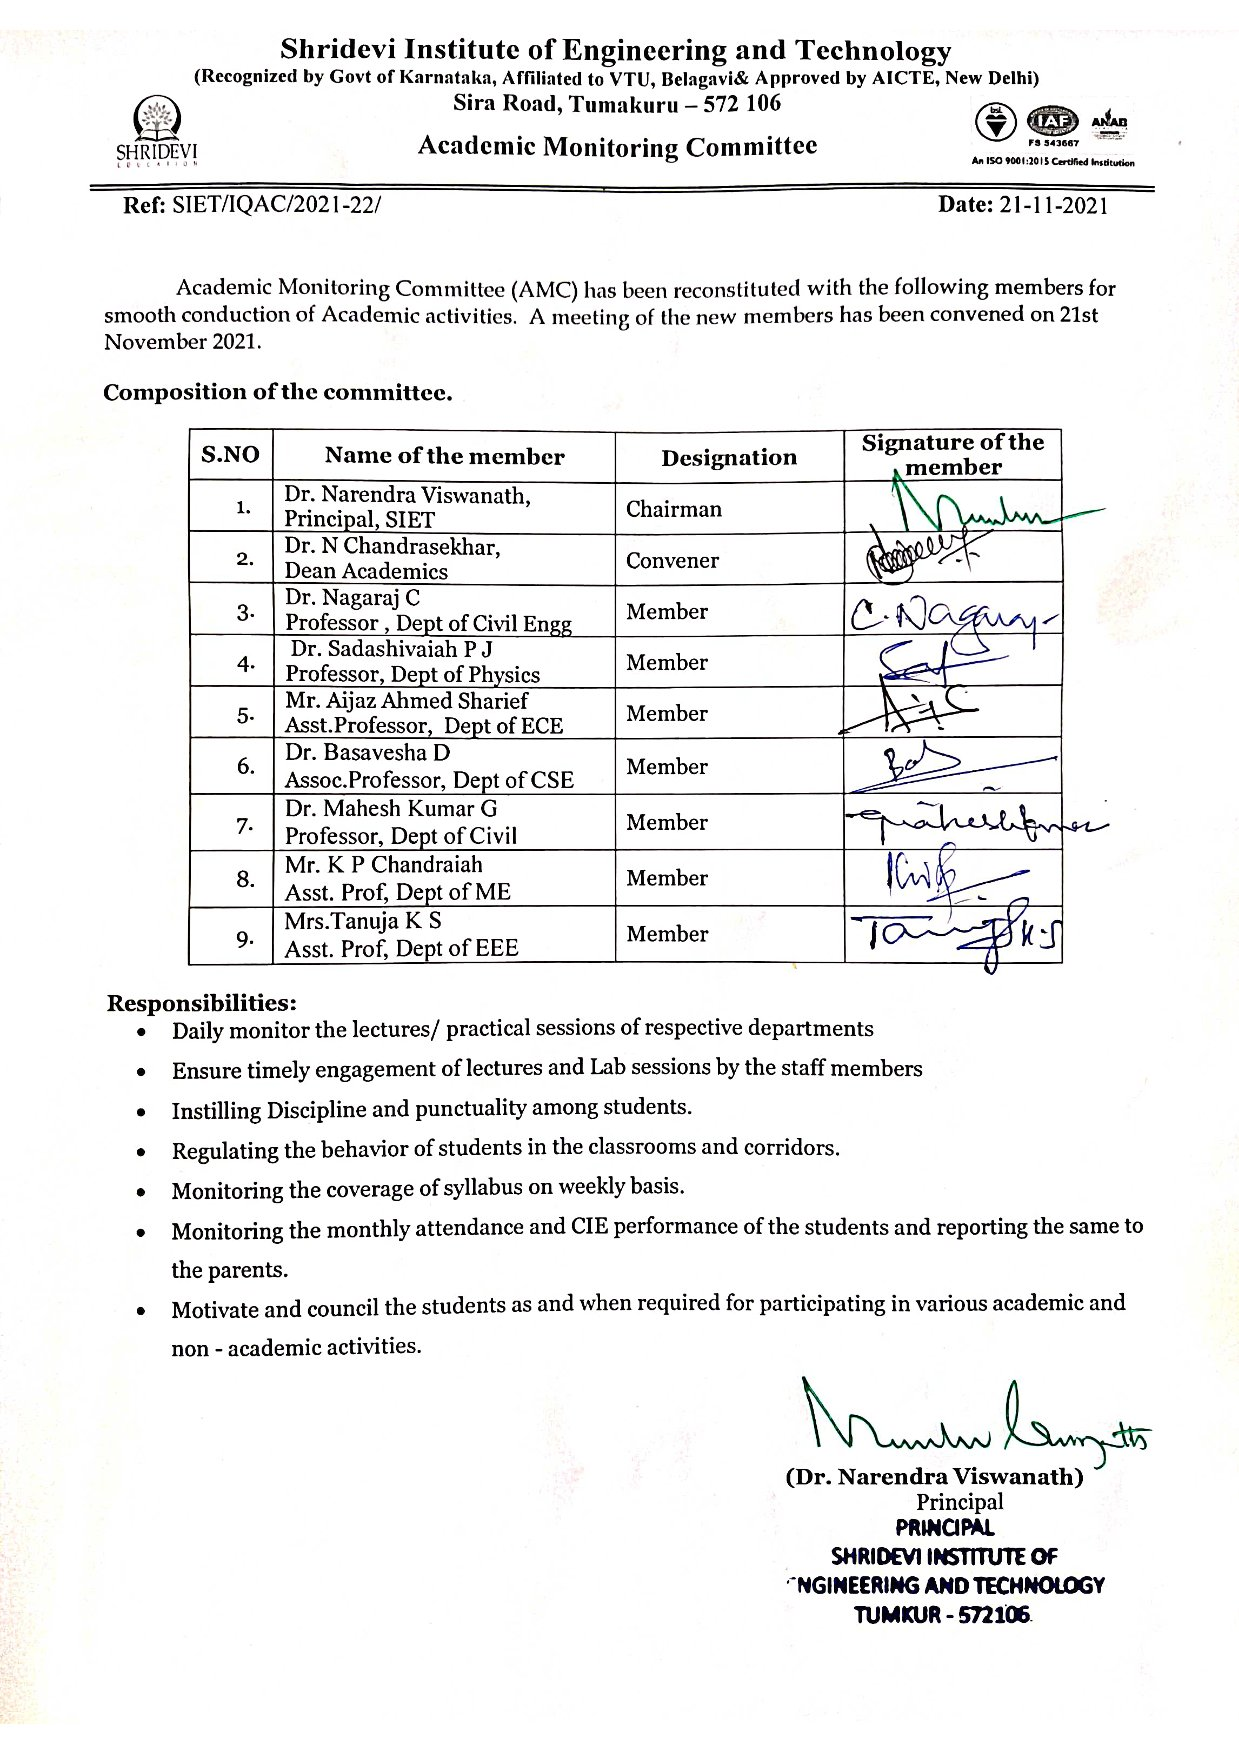 Shridevi Institute of Engineering and Technology
(Recognized by Govt of Karnataka, Affiliated to VTU, Belagavi& Approved by AICTE, New Delhi)
Sira Road, Tumakuru – 572 106
Academic Monitoring Committee
SHRIDEVI
EDUCATION
bsi.
IAF
ANAB
FS 543667
An ISO 9001:2015 Certified Institution
Ref: SIET/IQAC/2021-22/ Date: 21-11-2021
Academic Monitoring Committee (AMC) has been reconstituted with the following members for
smooth conduction of Academic activities. A meeting of the new members has been convened on 21st
November 2021.
Composition of the committee.
S.NO Name of the member Designation Signature of the
member
1. Dr. Narendra Viswanath,
Principal, SIET Chairman
2. Dr. N Chandrasekhar,
Dean Academics Convener
3. Dr. Nagaraj C
Professor , Dept of Civil Engg Member C. Nagaraj
4. Dr. Sadashivaiah P J
Professor, Dept of Physics Member
5. Mr. Aijaz Ahmed Sharief
Asst.Professor, Dept of ECE Member
6. Dr. Basavesha D
Assoc.Professor, Dept of CSE Member
7. Dr. Mahesh Kumar G
Professor, Dept of Civil Member
8. Mr. K P Chandraiah
Asst. Prof, Dept of ME Member
9. Mrs.Tanuja K S
Asst. Prof, Dept of EEE Member
Responsibilities:
• Daily monitor the lectures/ practical sessions of respective departments
• Ensure timely engagement of lectures and Lab sessions by the staff members
• Instilling Discipline and punctuality among students.
• Regulating the behavior of students in the classrooms and corridors.
• Monitoring the coverage of syllabus on weekly basis.
• Monitoring the monthly attendance and CIE performance of the students and reporting the same to
the parents.
• Motivate and council the students as and when required for participating in various academic and
non - academic activities.
(Dr. Narendra Viswanath)
Principal
PRINCIPAL
SHRIDEVI INSTITUTE OF
NGINEERING AND TECHNOLOGY
TUMKUR - 572106.